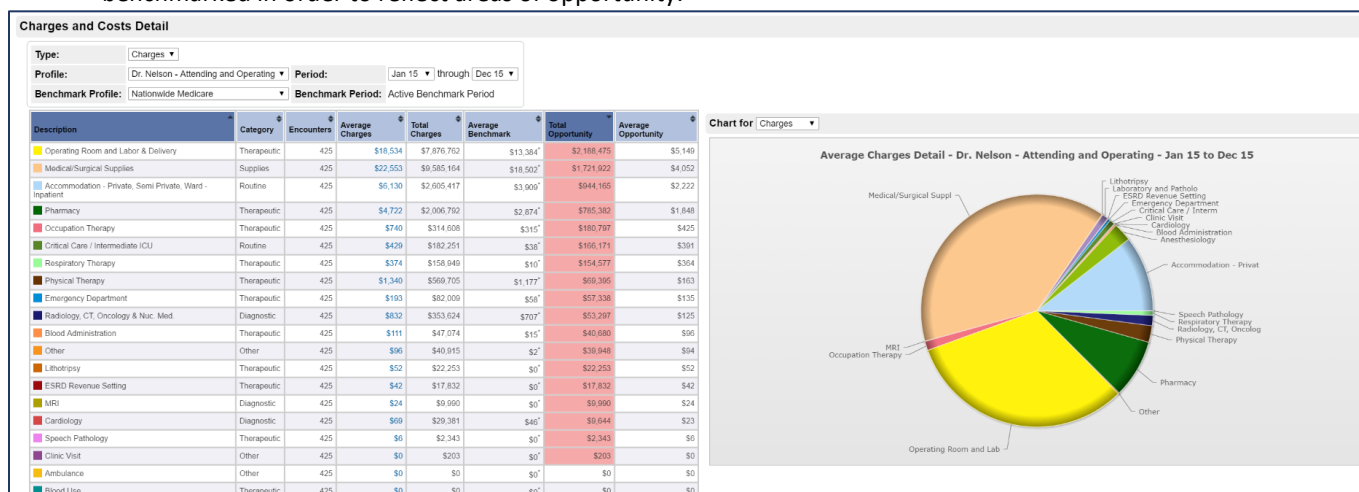 benchmarked in order to reflect areas of opportunity.
Charges and Costs Detail
Type: Charges
Profile: Dr. Nelson - Attending and Operating Period: Jan 15 through Dec 15
Benchmark Profile: Nationwide Medicare Benchmark Period: Active Benchmark Period
Description Category Encounters Average Charges Total Charges Average Benchmark Total Opportunity Average Opportunity
Operating Room and Labor & Delivery Therapeutic 425 $18,534 $7,876,762 $13,384* $2,188,475 $5,149
Medical/Surgical Supplies Supplies 425 $22,553 $9,585,164 $18,502* $1,721,922 $4,052
Accommodation - Private, Semi Private, Ward - Inpatient Routine 425 $6,130 $2,605,417 $3,909* $944,165 $2,222
Pharmacy Therapeutic 425 $4,722 $2,006,792 $2,874* $785,382 $1,848
Occupation Therapy Therapeutic 425 $740 $314,608 $315* $180,797 $425
Critical Care / Intermediate ICU Routine 425 $429 $182,251 $38* $166,171 $391
Respiratory Therapy Therapeutic 425 $374 $158,949 $10* $154,577 $364
Physical Therapy Therapeutic 425 $1,340 $569,705 $1,177* $69,395 $163
Emergency Department Therapeutic 425 $193 $82,009 $58* $57,338 $135
Radiology, CT, Oncology & Nuc. Med. Diagnostic 425 $832 $353,624 $707* $53,297 $125
Blood Administration Therapeutic 425 $111 $47,074 $15* $40,680 $96
Other Other 425 $96 $40,915 $2* $39,948 $94
Lithotripsy Therapeutic 425 $52 $22,253 $0* $22,253 $52
ESRD Revenue Setting Therapeutic 425 $42 $17,832 $0* $17,832 $42
MRI Diagnostic 425 $24 $9,990 $0* $9,990 $24
Cardiology Diagnostic 425 $69 $29,381 $46* $9,644 $23
Speech Pathology Therapeutic 425 $6 $2,343 $0* $2,343 $6
Clinic Visit Other 425 $0 $203 $0* $203 $0
Ambulance Other 425 $0 $0 $0* $0 $0
Blood Use Therapeutic 425 $0 $0 $0* $0 $0
Chart for Charges
Average Charges Detail - Dr. Nelson - Attending and Operating - Jan 15 to Dec 15
Lithotripsy
Laboratory and Patholo
ESRD Revenue Setting
Emergency Department
Critical Care / Interm
Clinic Visit
Cardiology
Blood Administration
Anesthesiology
Medical/Surgical Suppl
Accommodation - Privat
Speech Pathology
Respiratory Therapy
Radiology, CT, Oncolog
Physical Therapy
MRI
Occupation Therapy
Pharmacy
Other
Operating Room and Lab